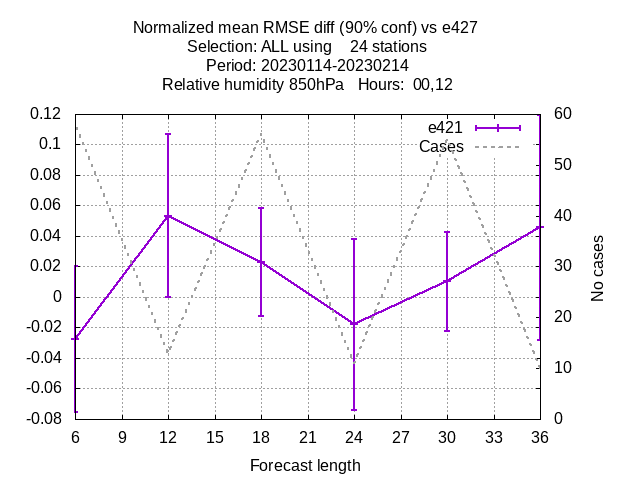 Normalized mean RMSE diff (90% conf) vs e427
Selection: ALL using 24 stations
Period: 20230114-20230214
Relative humidity 850hPa Hours: 00,12
0.12
0.1
0.08
0.06
0.04
0.02
0
-0.02
-0.04
-0.06
-0.08
e421
Cases
60
50
40
30
20
10
0
No cases
6 9 12 15 18 21 24 27 30 33 36
Forecast length